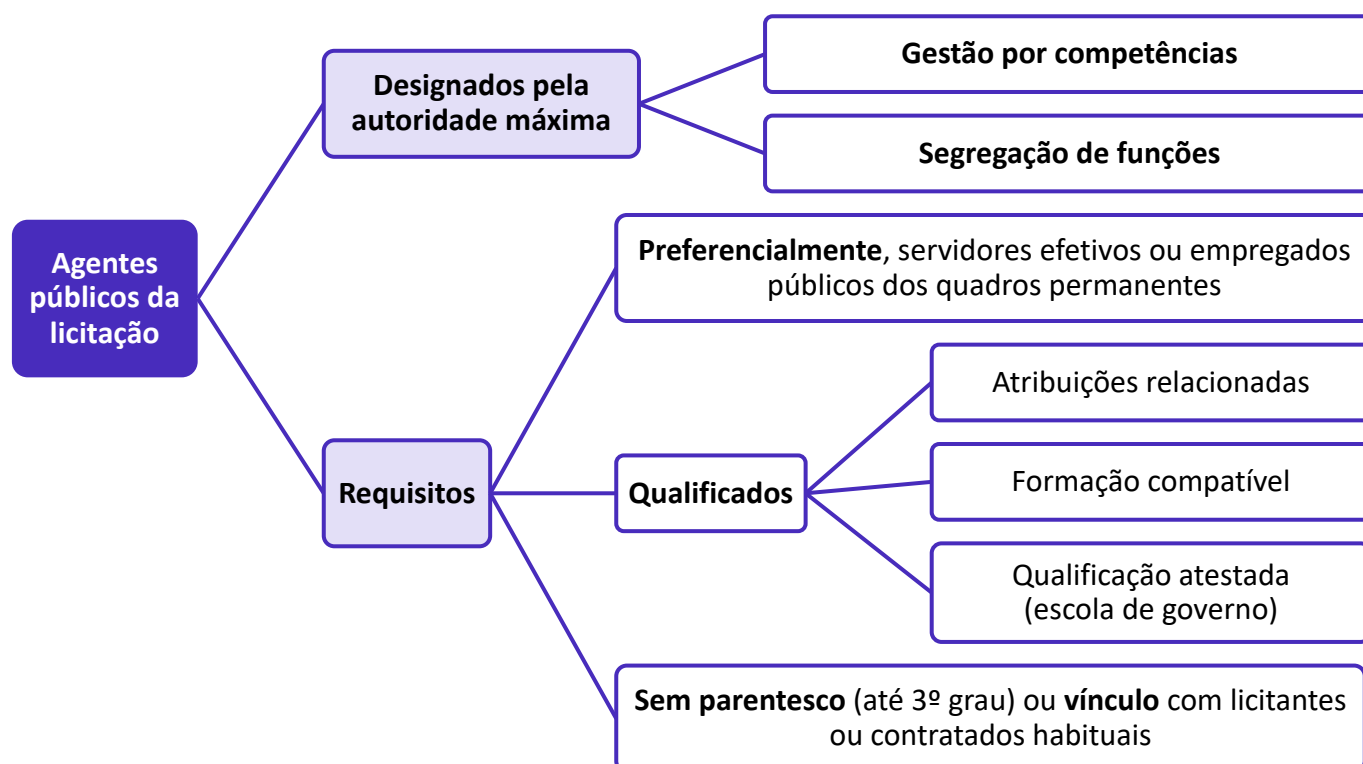 Agentes
públicos da
licitação
Designados pela
autoridade máxima
Gestão por competências
Segregação de funções
Requisitos
Preferencialmente, servidores efetivos ou empregados
públicos dos quadros permanentes
Qualificados
Atribuições relacionadas
Formação compatível
Qualificação atestada
(escola de governo)
Sem parentesco (até 3º grau) ou vínculo com licitantes
ou contratados habituais